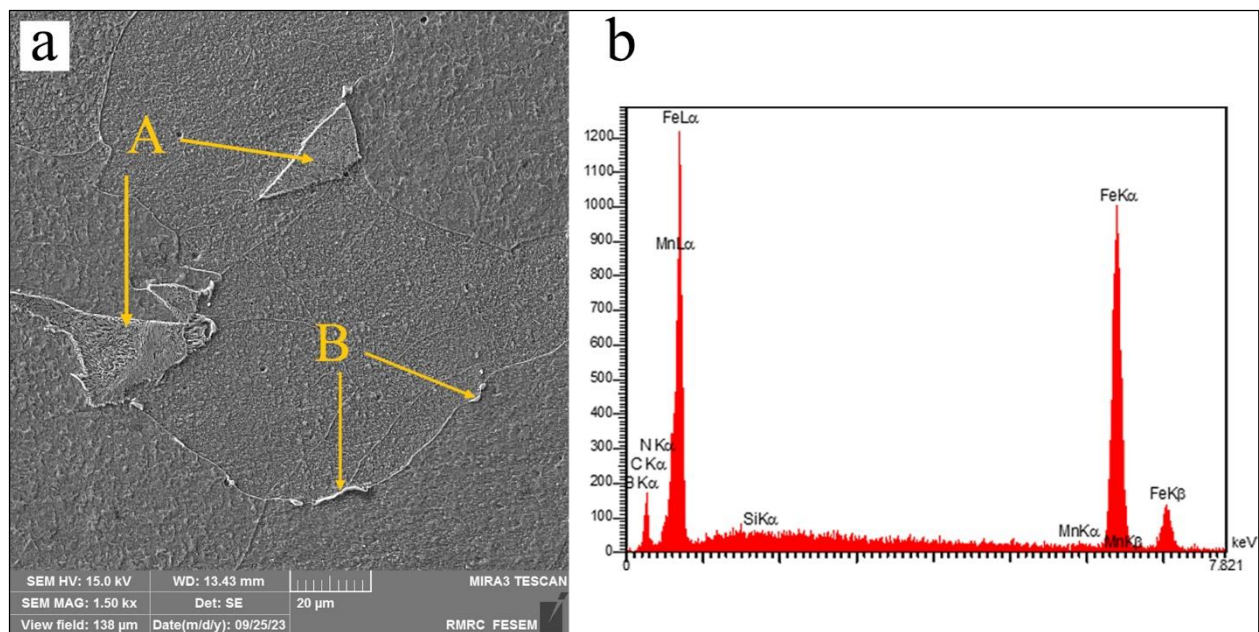 a
A
B
SEM HV: 15.0 kV WD: 13.43 mm MIRA3 TESCAN
SEM MAG: 1.50 kx Det: SE 20 µm
View field: 138 µm Date(m/d/y): 09/25/23 RMRC FESEM
b
FeLα
1200
1100
1000
900
800
700
600
500
400
300
200
100
0
MnLα
N Kα
C Kα
B Kα
SiKα
FeKα
FeKβ
MnKα
MnKβ
keV
0
7.821